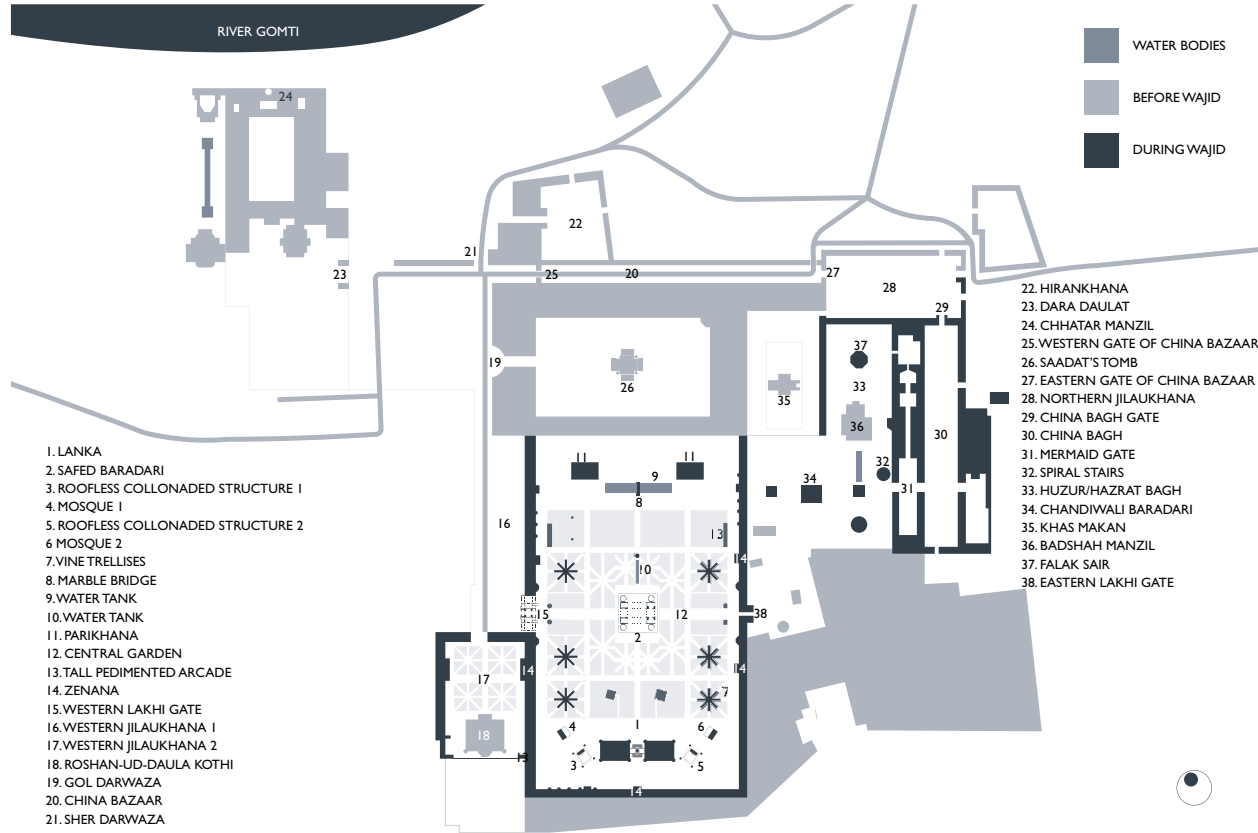 RIVER GOMTI
WATER BODIES
BEFORE WAJID
DURING WAJID
24
22
21
23
25
20
27
28
29
19
26
35
37
33
36
30
32
31
34
11
11
9
8
16
13
14
20
15
12
38
2
14
14
17
7
18
1
4
6
3
5
13
14
1. LANKA
2. SAFED BARADARI
3. ROOFLESS COLLONADED STRUCTURE 1
4. MOSQUE 1
5. ROOFLESS COLLONADED STRUCTURE 2
6 MOSQUE 2
7. VINE TRELLISES
8. MARBLE BRIDGE
9. WATER TANK
10. WATER TANK
11. PARIKHANA
12. CENTRAL GARDEN
13. TALL PEDIMENTED ARCADE
14. ZENANA
15. WESTERN LAKHI GATE
16. WESTERN JILAUKHANA 1
17. WESTERN JILAUKHANA 2
18. ROSHAN-UD-DAULA KOTHI
19. GOL DARWAZA
20. CHINA BAZAAR
21. SHER DARWAZA
22. HIRANKHANA
23. DARA DAULAT
24. CHHATAR MANZIL
25. WESTERN GATE OF CHINA BAZAAR
26. SAADAT'S TOMB
27. EASTERN GATE OF CHINA BAZAAR
28. NORTHERN JILAUKHANA
29. CHINA BAGH GATE
30. CHINA BAGH
31. MERMAID GATE
32. SPIRAL STAIRS
33. HUZUR/HAZRAT BAGH
34. CHANDIWALI BARADARI
35. KHAS MAKAN
36. BADSHAH MANZIL
37. FALAK SAIR
38. EASTERN LAKHI GATE